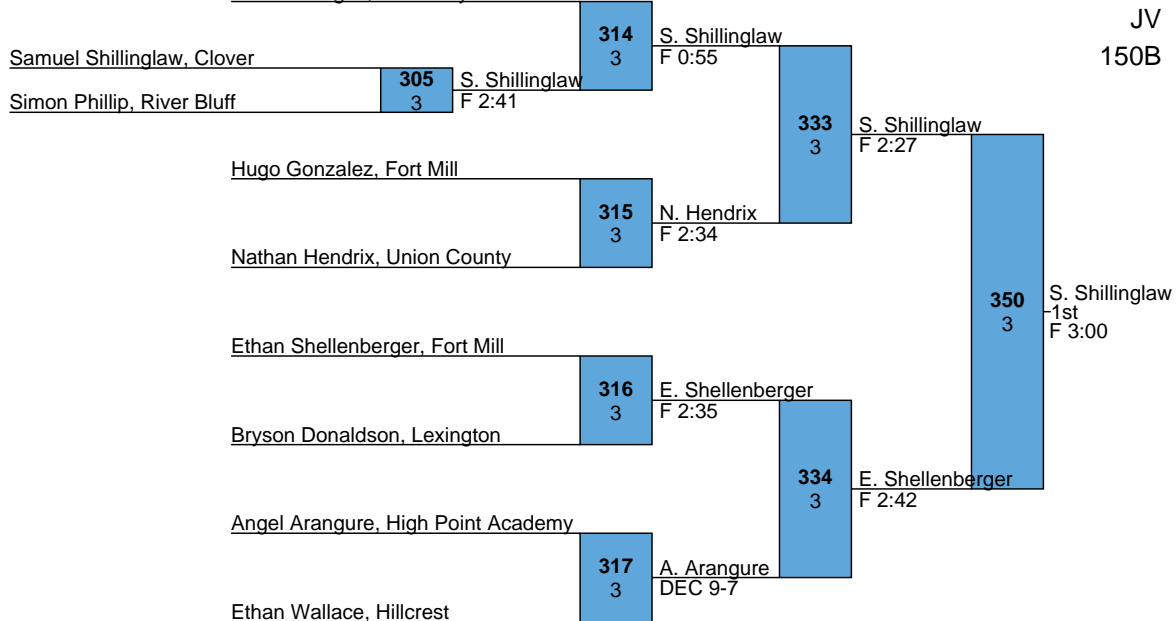 JV
150B
314
3
S. Shillinglaw
F 0:55
Samuel Shillinglaw, Clover
Simon Phillip, River Bluff
305
3
S. Shillinglaw
F 2:41
333
3
S. Shillinglaw
F 2:27
Hugo Gonzalez, Fort Mill
Nathan Hendrix, Union County
315
3
N. Hendrix
F 2:34
350
3
S. Shillinglaw
1st
F 3:00
Ethan Shellenberger, Fort Mill
Bryson Donaldson, Lexington
316
3
E. Shellenberger
F 2:35
334
3
E. Shellenberger
F 2:42
Angel Arangure, High Point Academy
Ethan Wallace, Hillcrest
317
3
A. Arangure
DEC 9-7